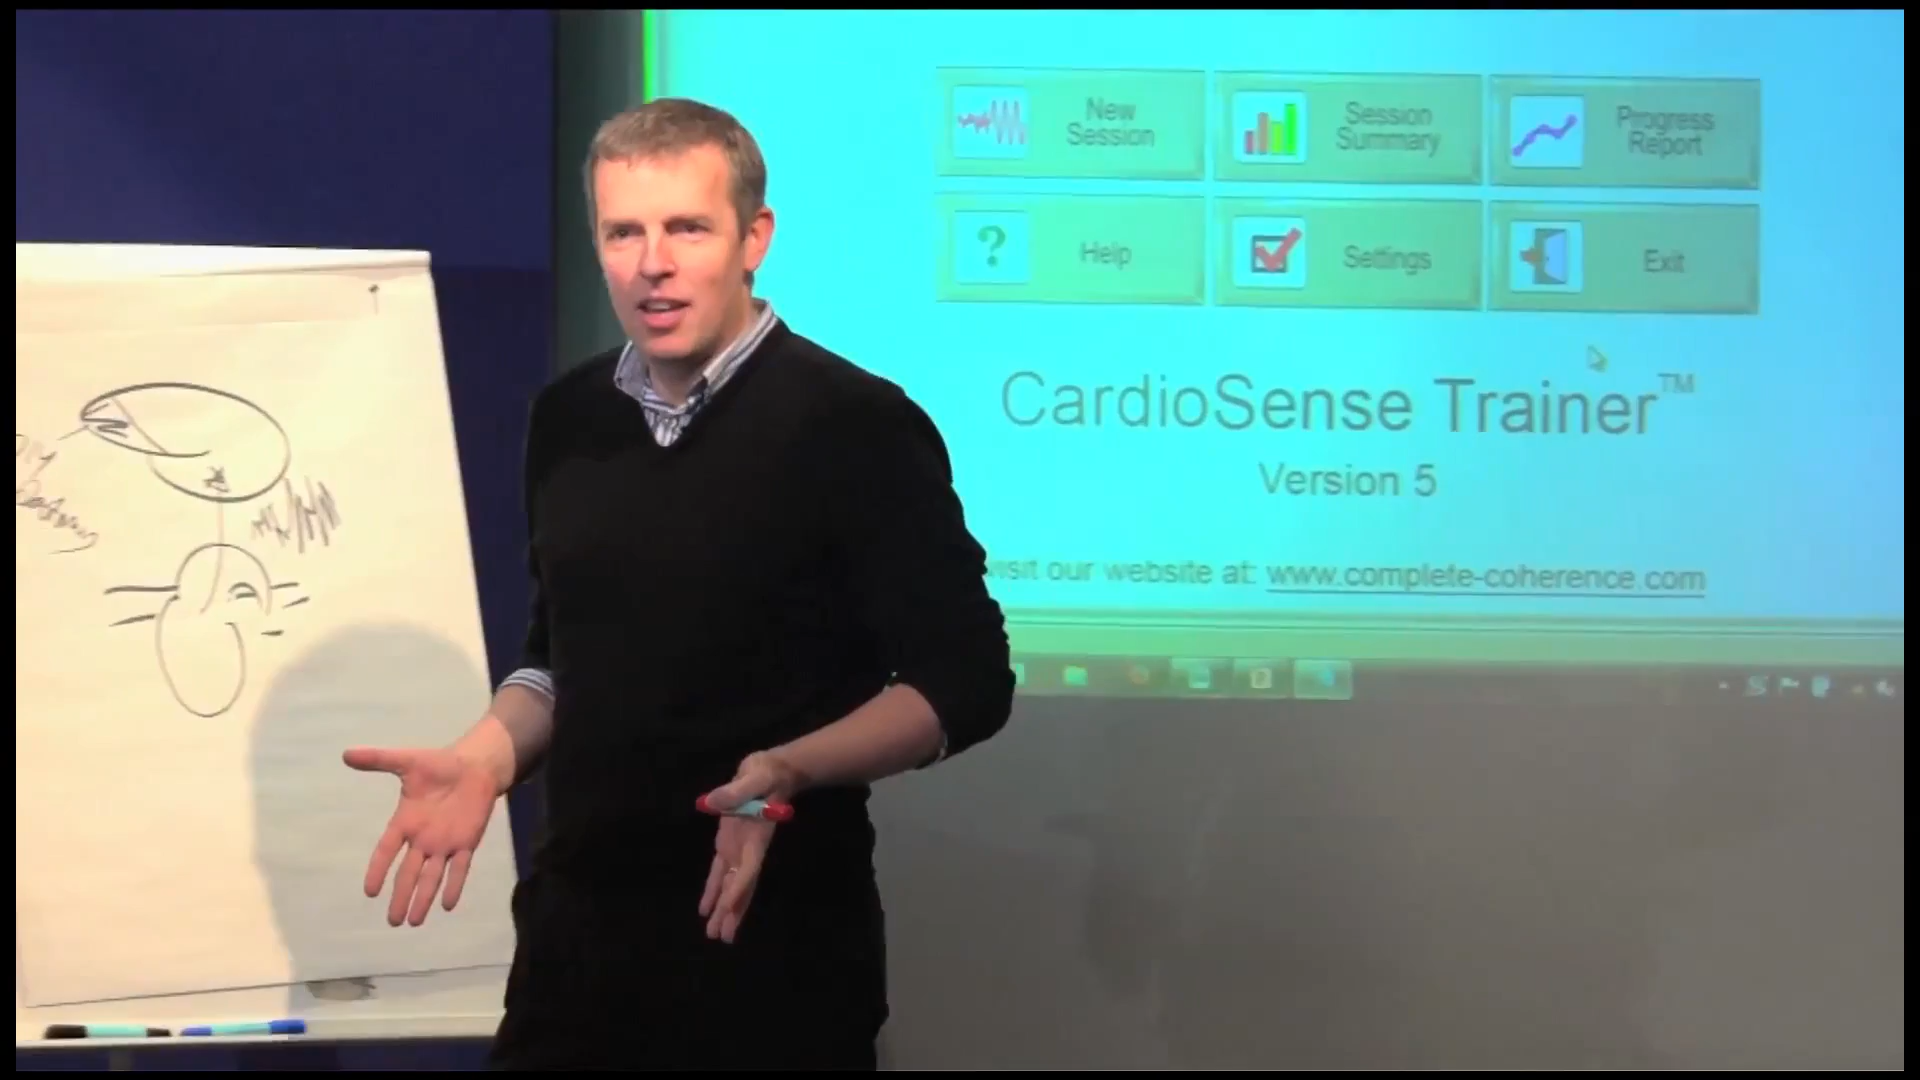 New
Session
Session
Summary
Progress
Report
Help
Settings
Exit
CardioSense Trainer™
Version 5
visit our website at: www.complete-coherence.com